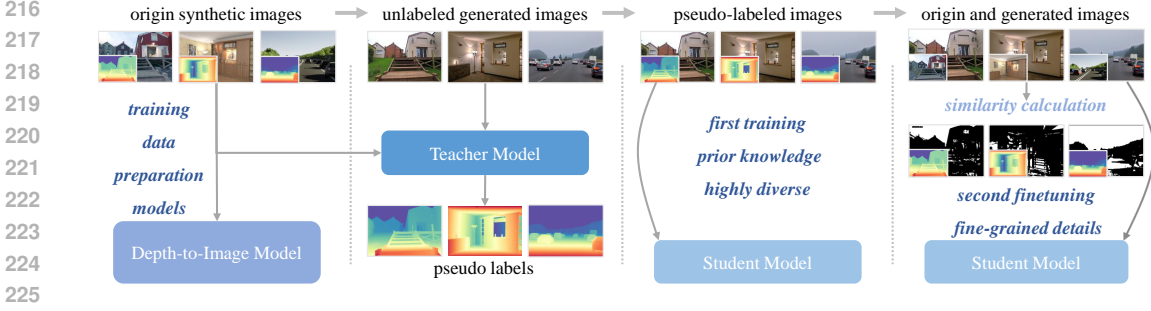 216
217
218
219
220
221
222
223
224
225
origin synthetic images
unlabeled generated images
pseudo-labeled images
origin and generated images
training
data
preparation
models
Depth-to-Image Model
Teacher Model
pseudo labels
first training
prior knowledge
highly diverse
Student Model
similarity calculation
second finetuning
fine-grained details
Student Model